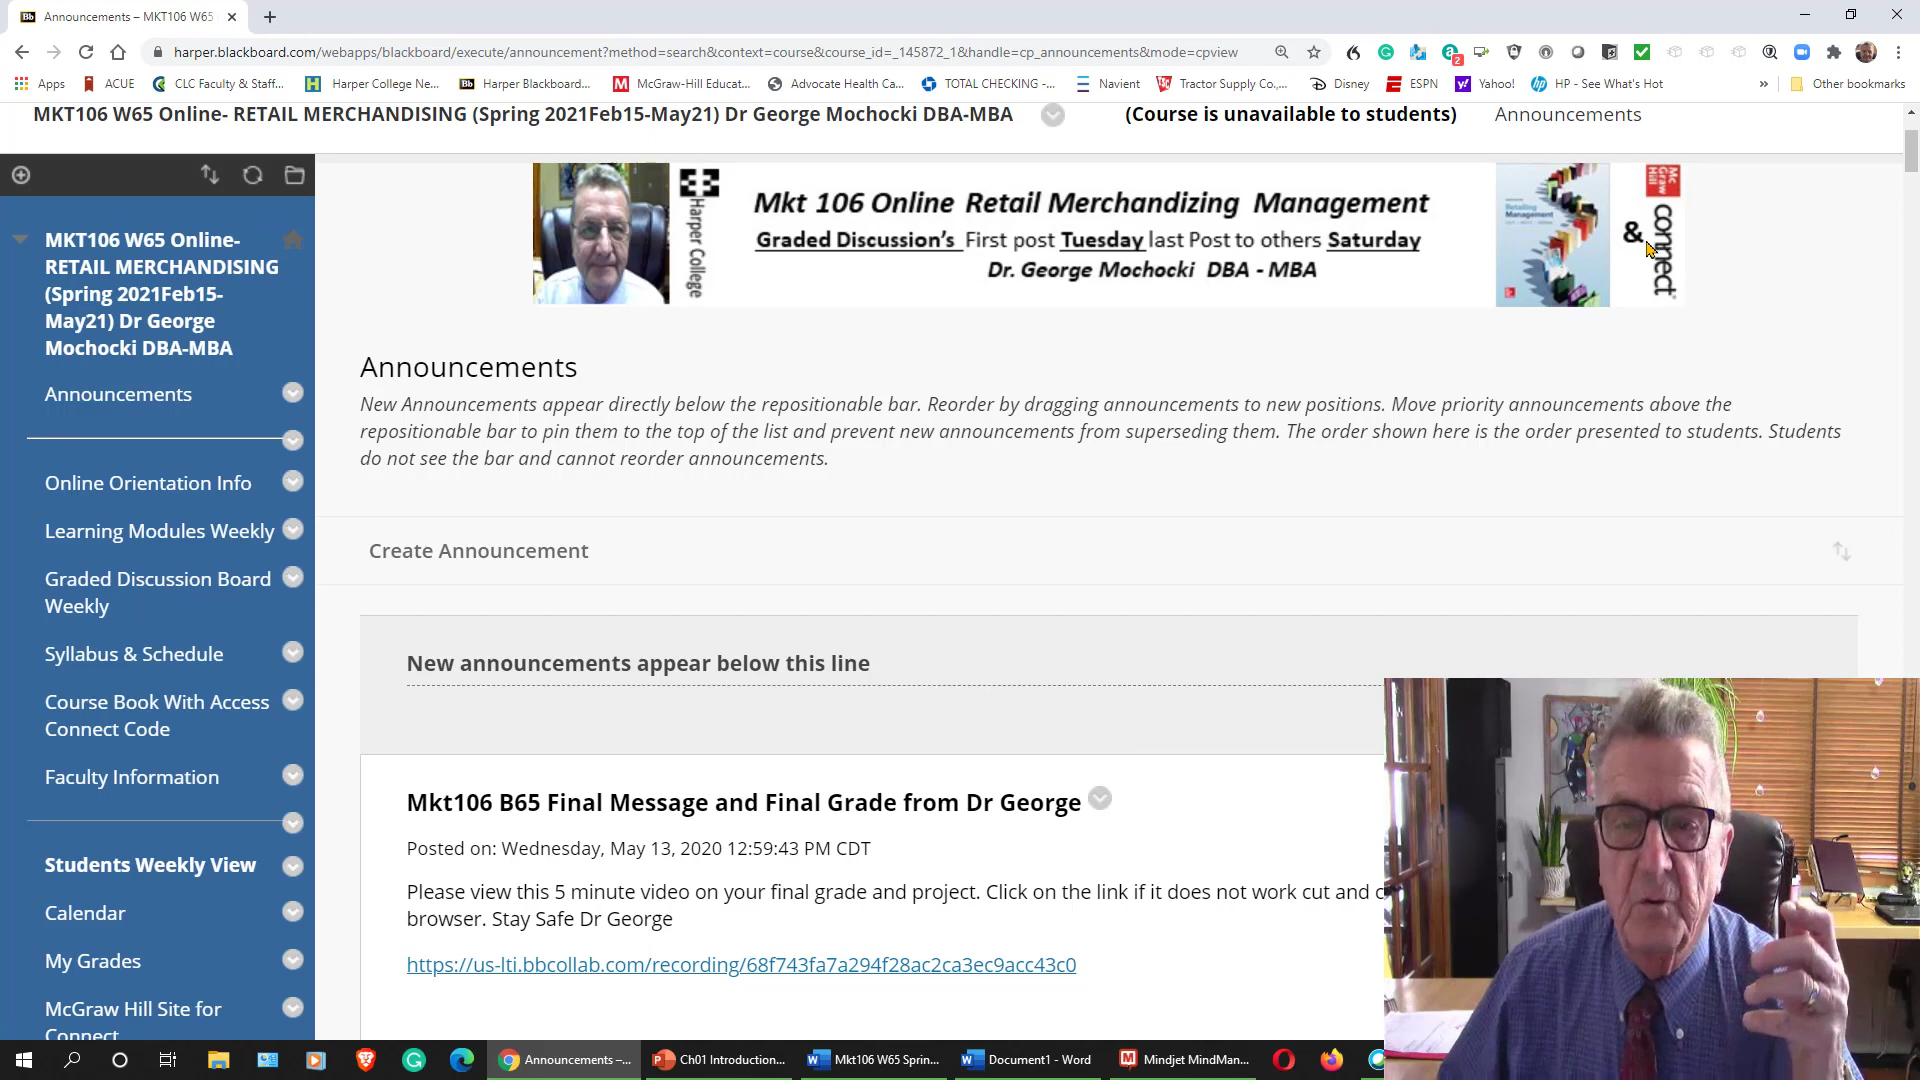 Announcements – MKT106 W65
harper.blackboard.com/webapps/blackboard/execute/announcement?method=search&context=course&course_id=_145872_1&handle=cp_announcements&mode=cpview
2
Apps
ACUE
CLC Faculty & Staff...
Harper College Ne...
Harper Blackboard...
McGraw-Hill Educat...
Advocate Health Ca...
TOTAL CHECKING -...
Navient
Tractor Supply Co,...
Disney
ESPN
Yahoo!
HP - See What's Hot
»
Other bookmarks
MKT106 W65 Online- RETAIL MERCHANDISING (Spring 2021Feb15-May21) Dr George Mochocki DBA-MBA
(Course is unavailable to students)
Announcements
Harper College
Mkt 106 Online Retail Merchandizing Management
Graded Discussion's First post Tuesday last Post to others Saturday
Dr. George Mochocki DBA - MBA
Retailing
Management
&
Mc
Graw
Hill
connect
MKT106 W65 Online-
RETAIL MERCHANDISING
(Spring 2021Feb15-
May21) Dr George
Mochocki DBA-MBA
Announcements
Online Orientation Info
Learning Modules Weekly
Graded Discussion Board
Weekly
Syllabus & Schedule
Course Book With Access
Connect Code
Faculty Information
Students Weekly View
Calendar
My Grades
McGraw Hill Site for
Connect
Announcements
New Announcements appear directly below the repositionable bar. Reorder by dragging announcements to new positions. Move priority announcements above the
repositionable bar to pin them to the top of the list and prevent new announcements from superseding them. The order shown here is the order presented to students. Students
do not see the bar and cannot reorder announcements.
Create Announcement
New announcements appear below this line
Mkt106 B65 Final Message and Final Grade from Dr George
Posted on: Wednesday, May 13, 2020 12:59:43 PM CDT
Please view this 5 minute video on your final grade and project. Click on the link if it does not work cut and
browser. Stay Safe Dr George
https://us-lti.bbcollab.com/recording/68f743fa7a294f28ac2ca3ec9acc43c0
Announcements –...
Ch01 Introduction...
Mkt106 W65 Sprin...
Document1 - Word
Mindjet MindMan...